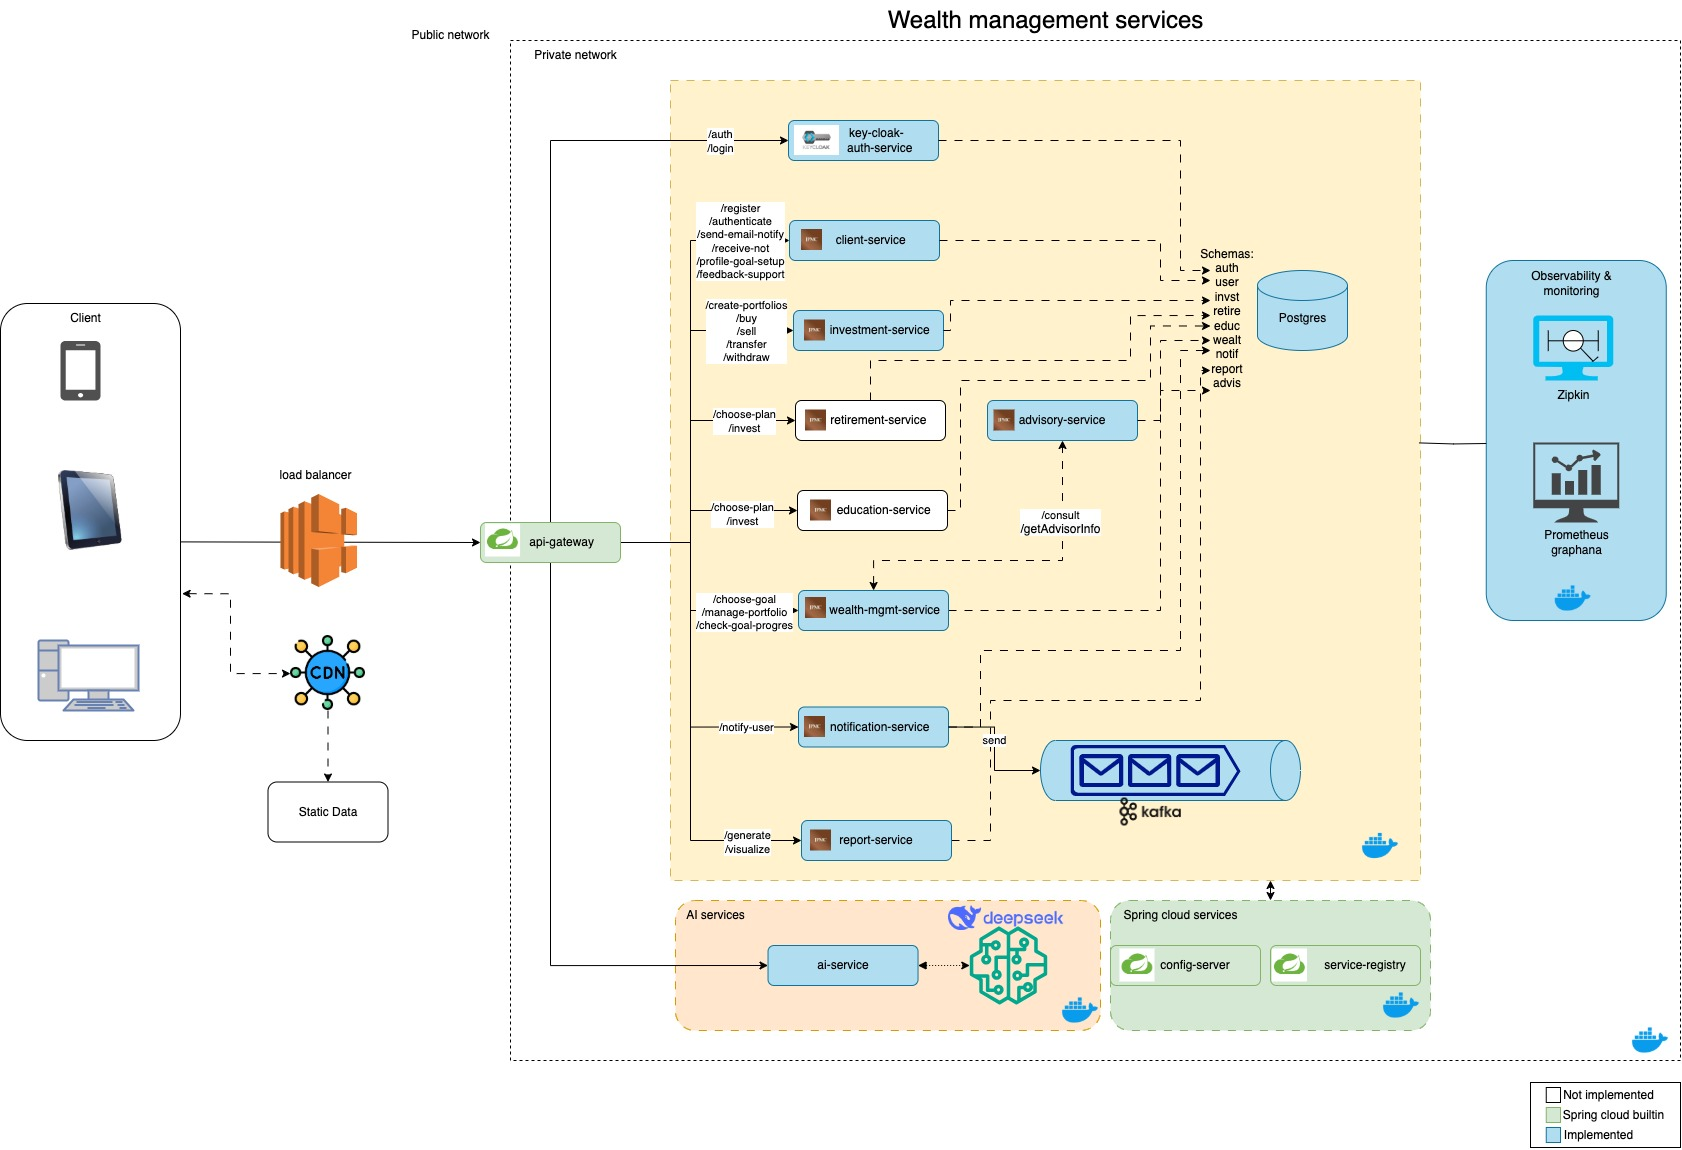 Wealth management services
Public network
Private network
/auth
/login
KEYCLOAK
key-cloak-
auth-service
/register
/authenticate
/send-email-notify
/receive-not
/profile-goal-setup
/feedback-support
client-service
Schemas:
auth
user
invst
retire
educ
wealt
notif
report
advis
Postgres
/create-portfolios
/buy
/sell
/transfer
/withdraw
investment-service
/choose-plan
/invest
retirement-service
advisory-service
/choose-plan
/invest
education-service
/consult
/getAdvisorInfo
/choose-goal
/manage-portfolio
/check-goal-progres
wealth-mgmt-service
/notify-user
notification-service
send
kafka
/generate
/visualize
report-service
Client
load balancer
api-gateway
CDN
Static Data
Observability &
monitoring
Zipkin
Prometheus
graphana
AI services
deepseek
ai-service
Spring cloud services
config-server
service-registry
Not implemented
Spring cloud builtin
Implemented